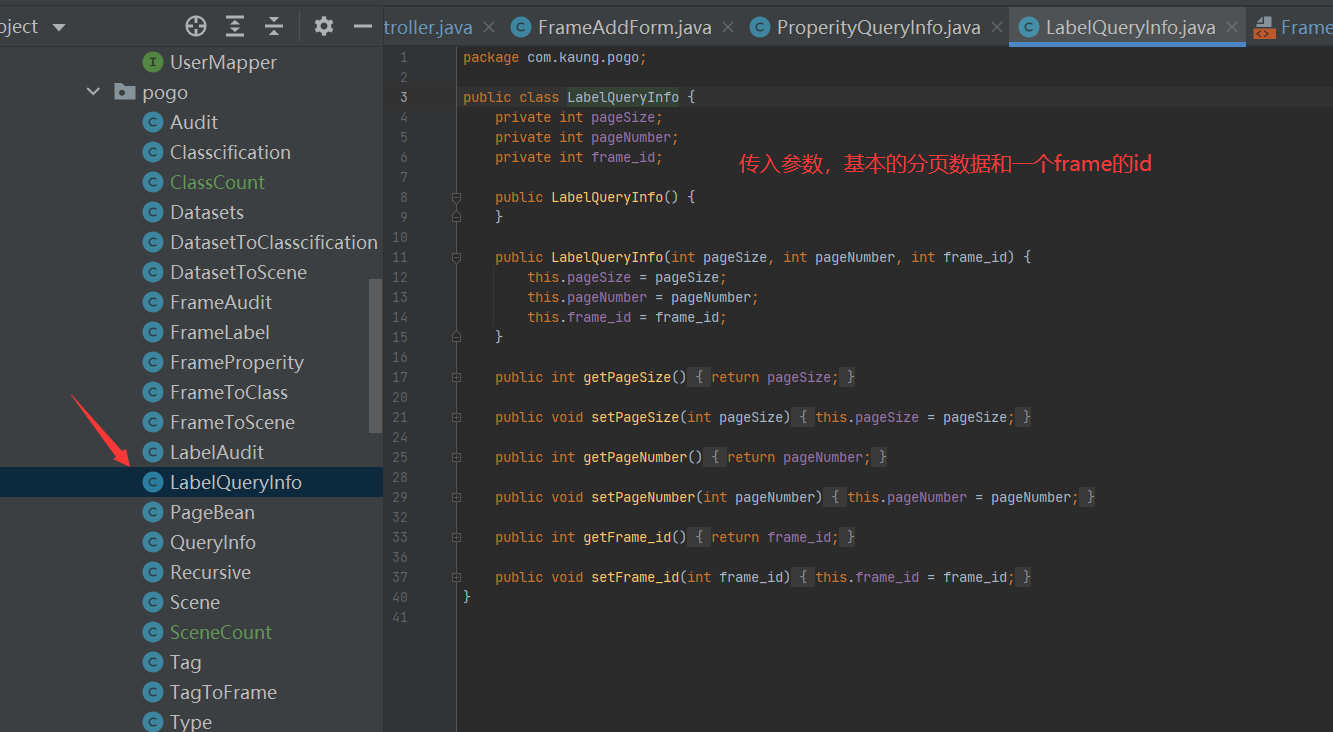 oject
troller.java
FrameAddForm.java
ProperityQueryInfo.java
LabelQueryInfo.java
Frame
UserMapper
pogo
Audit
Classcification
ClassCount
Datasets
DatasetToClasscification
DatasetToScene
FrameAudit
FrameLabel
FrameProperity
FrameToClass
FrameToScene
LabelAudit
LabelQueryInfo
PageBean
QueryInfo
Recursive
Scene
SceneCount
Tag
TagToFrame
Type
1 package com.kaung.pogo;
2
3 public class LabelQueryInfo {
4 private int pageSize;
5 private int pageNumber;
6 private int frame_id;
传入参数，基本的分页数据和一个frame的id
7
8 public LabelQueryInfo() {
9 }
10
11 public LabelQueryInfo(int pageSize, int pageNumber, int frame_id) {
12 this.pageSize = pageSize;
13 this.pageNumber = pageNumber;
14 this.frame_id = frame_id;
15 }
16
17 public int getPageSize() { return pageSize; }
20
21 public void setPageSize(int pageSize) { this.pageSize = pageSize; }
24
25 public int getPageNumber() { return pageNumber; }
28
29 public void setPageNumber(int pageNumber) { this.pageNumber = pageNumber; }
32
33 public int getFrame_id() { return frame_id; }
36
37 public void setFrame_id(int frame_id) { this.frame_id = frame_id; }
40 }
41